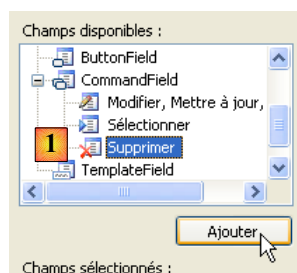 Champs disponibles :
ButtonField
CommandField
Modifier, Mettre à jour,
Sélectionner
1
Supprimer
TemplateField
Ajouter
Champs sélectionnés :